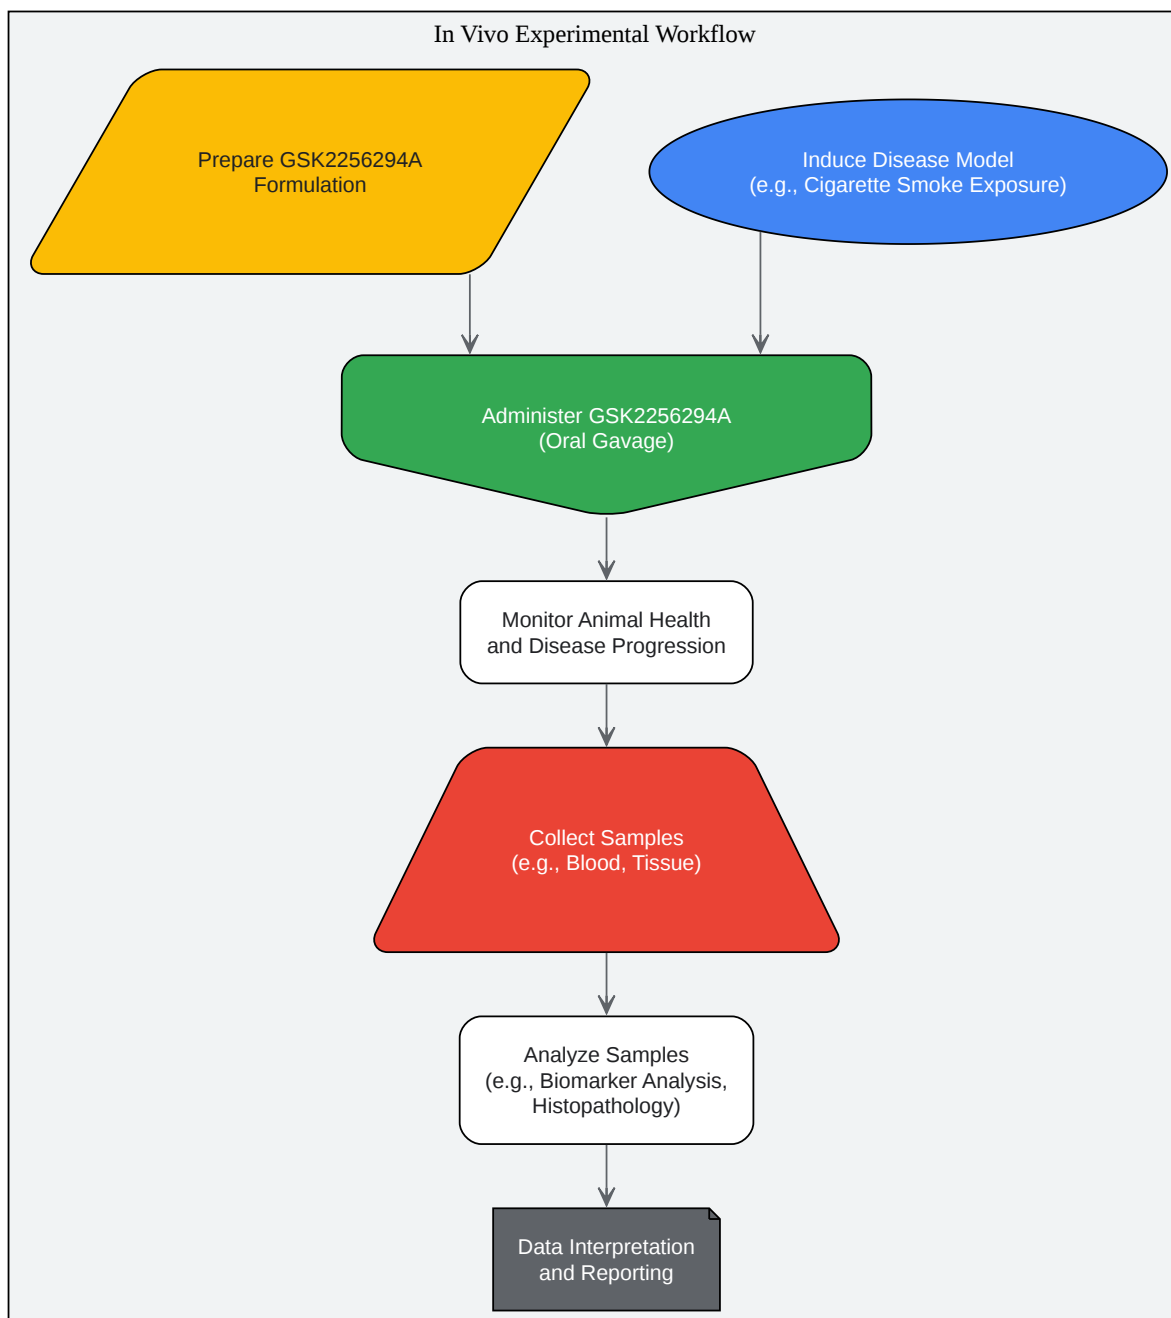 In Vivo Experimental Workflow
Prepare GSK2256294A
Formulation
Induce Disease Model
(e.g., Cigarette Smoke Exposure)
Administer GSK2256294A
(Oral Gavage)
Monitor Animal Health
and Disease Progression
Collect Samples
(e.g., Blood, Tissue)
Analyze Samples
(e.g., Biomarker Analysis,
Histopathology)
Data Interpretation
and Reporting